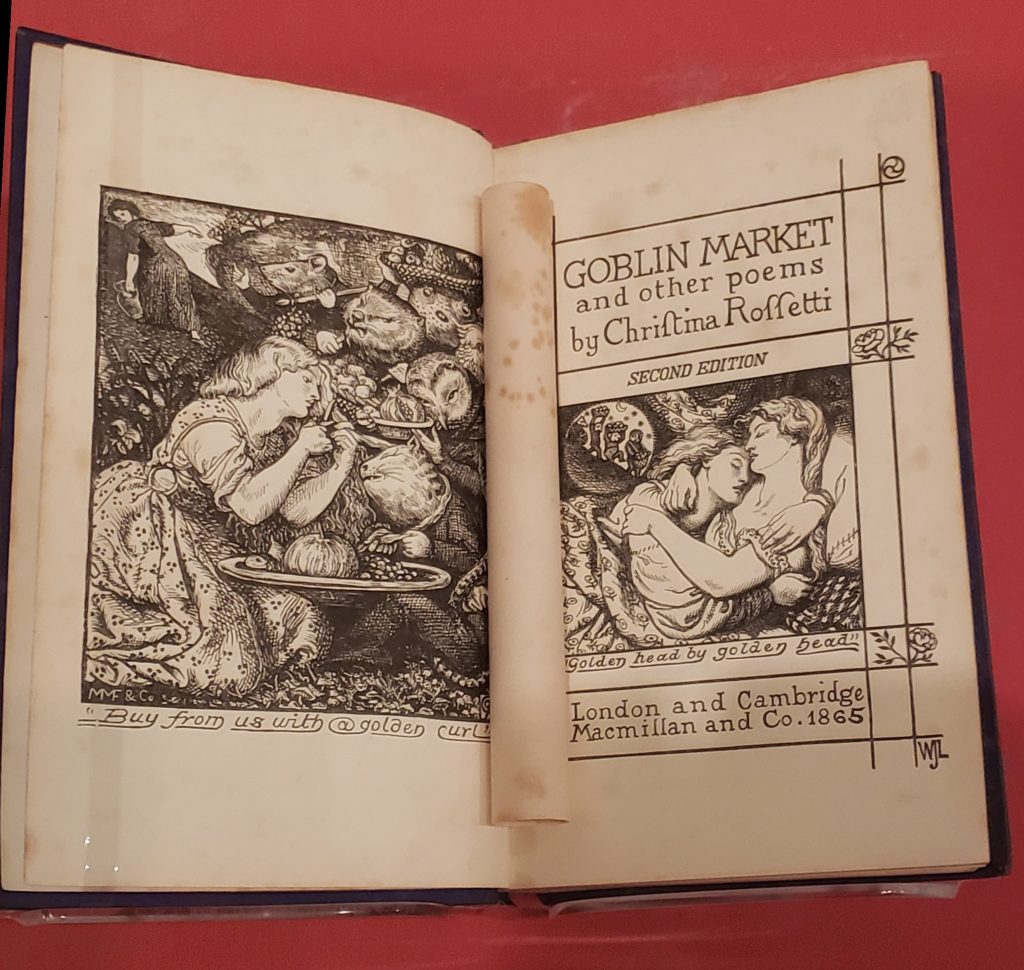 MMF & Co
"Buy from us with a golden curl"
GOBLIN MARKET
and other poems
by Chriſtina Roſſetti
SECOND EDITION
"Golden head by golden head"
London and Cambridge
Macmillan and Co. 1865
WJL